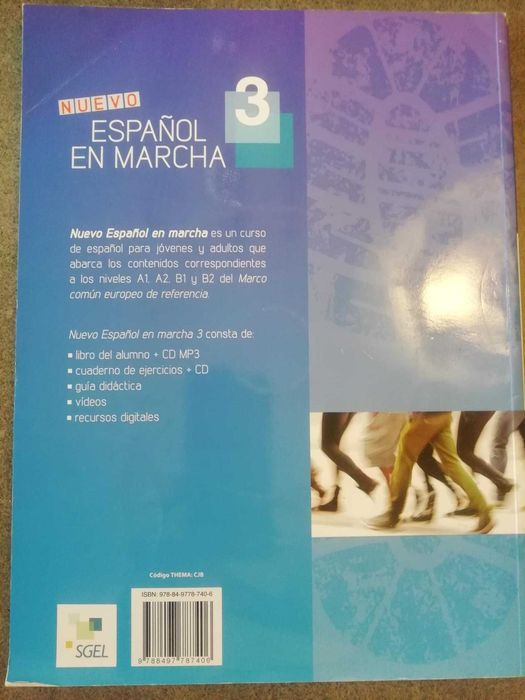 NUEVO
3
ESPAÑOL
EN MARCHA
Nuevo Español en marcha es un curso
de español para jóvenes y adultos que
abarca los contenidos correspondientes
a los niveles A1, A2, B1 y B2 del Marco
común europeo de referencia.
Nuevo Español en marcha 3 consta de:
▪ libro del alumno + CD MP3
▪ cuaderno de ejercicios + CD
▪ guía didáctica
▪ vídeos
▪ recursos digitales
Código THEMA: CJB
ISBN: 978-84-9778-740-6
9 788497 787406
SGEL